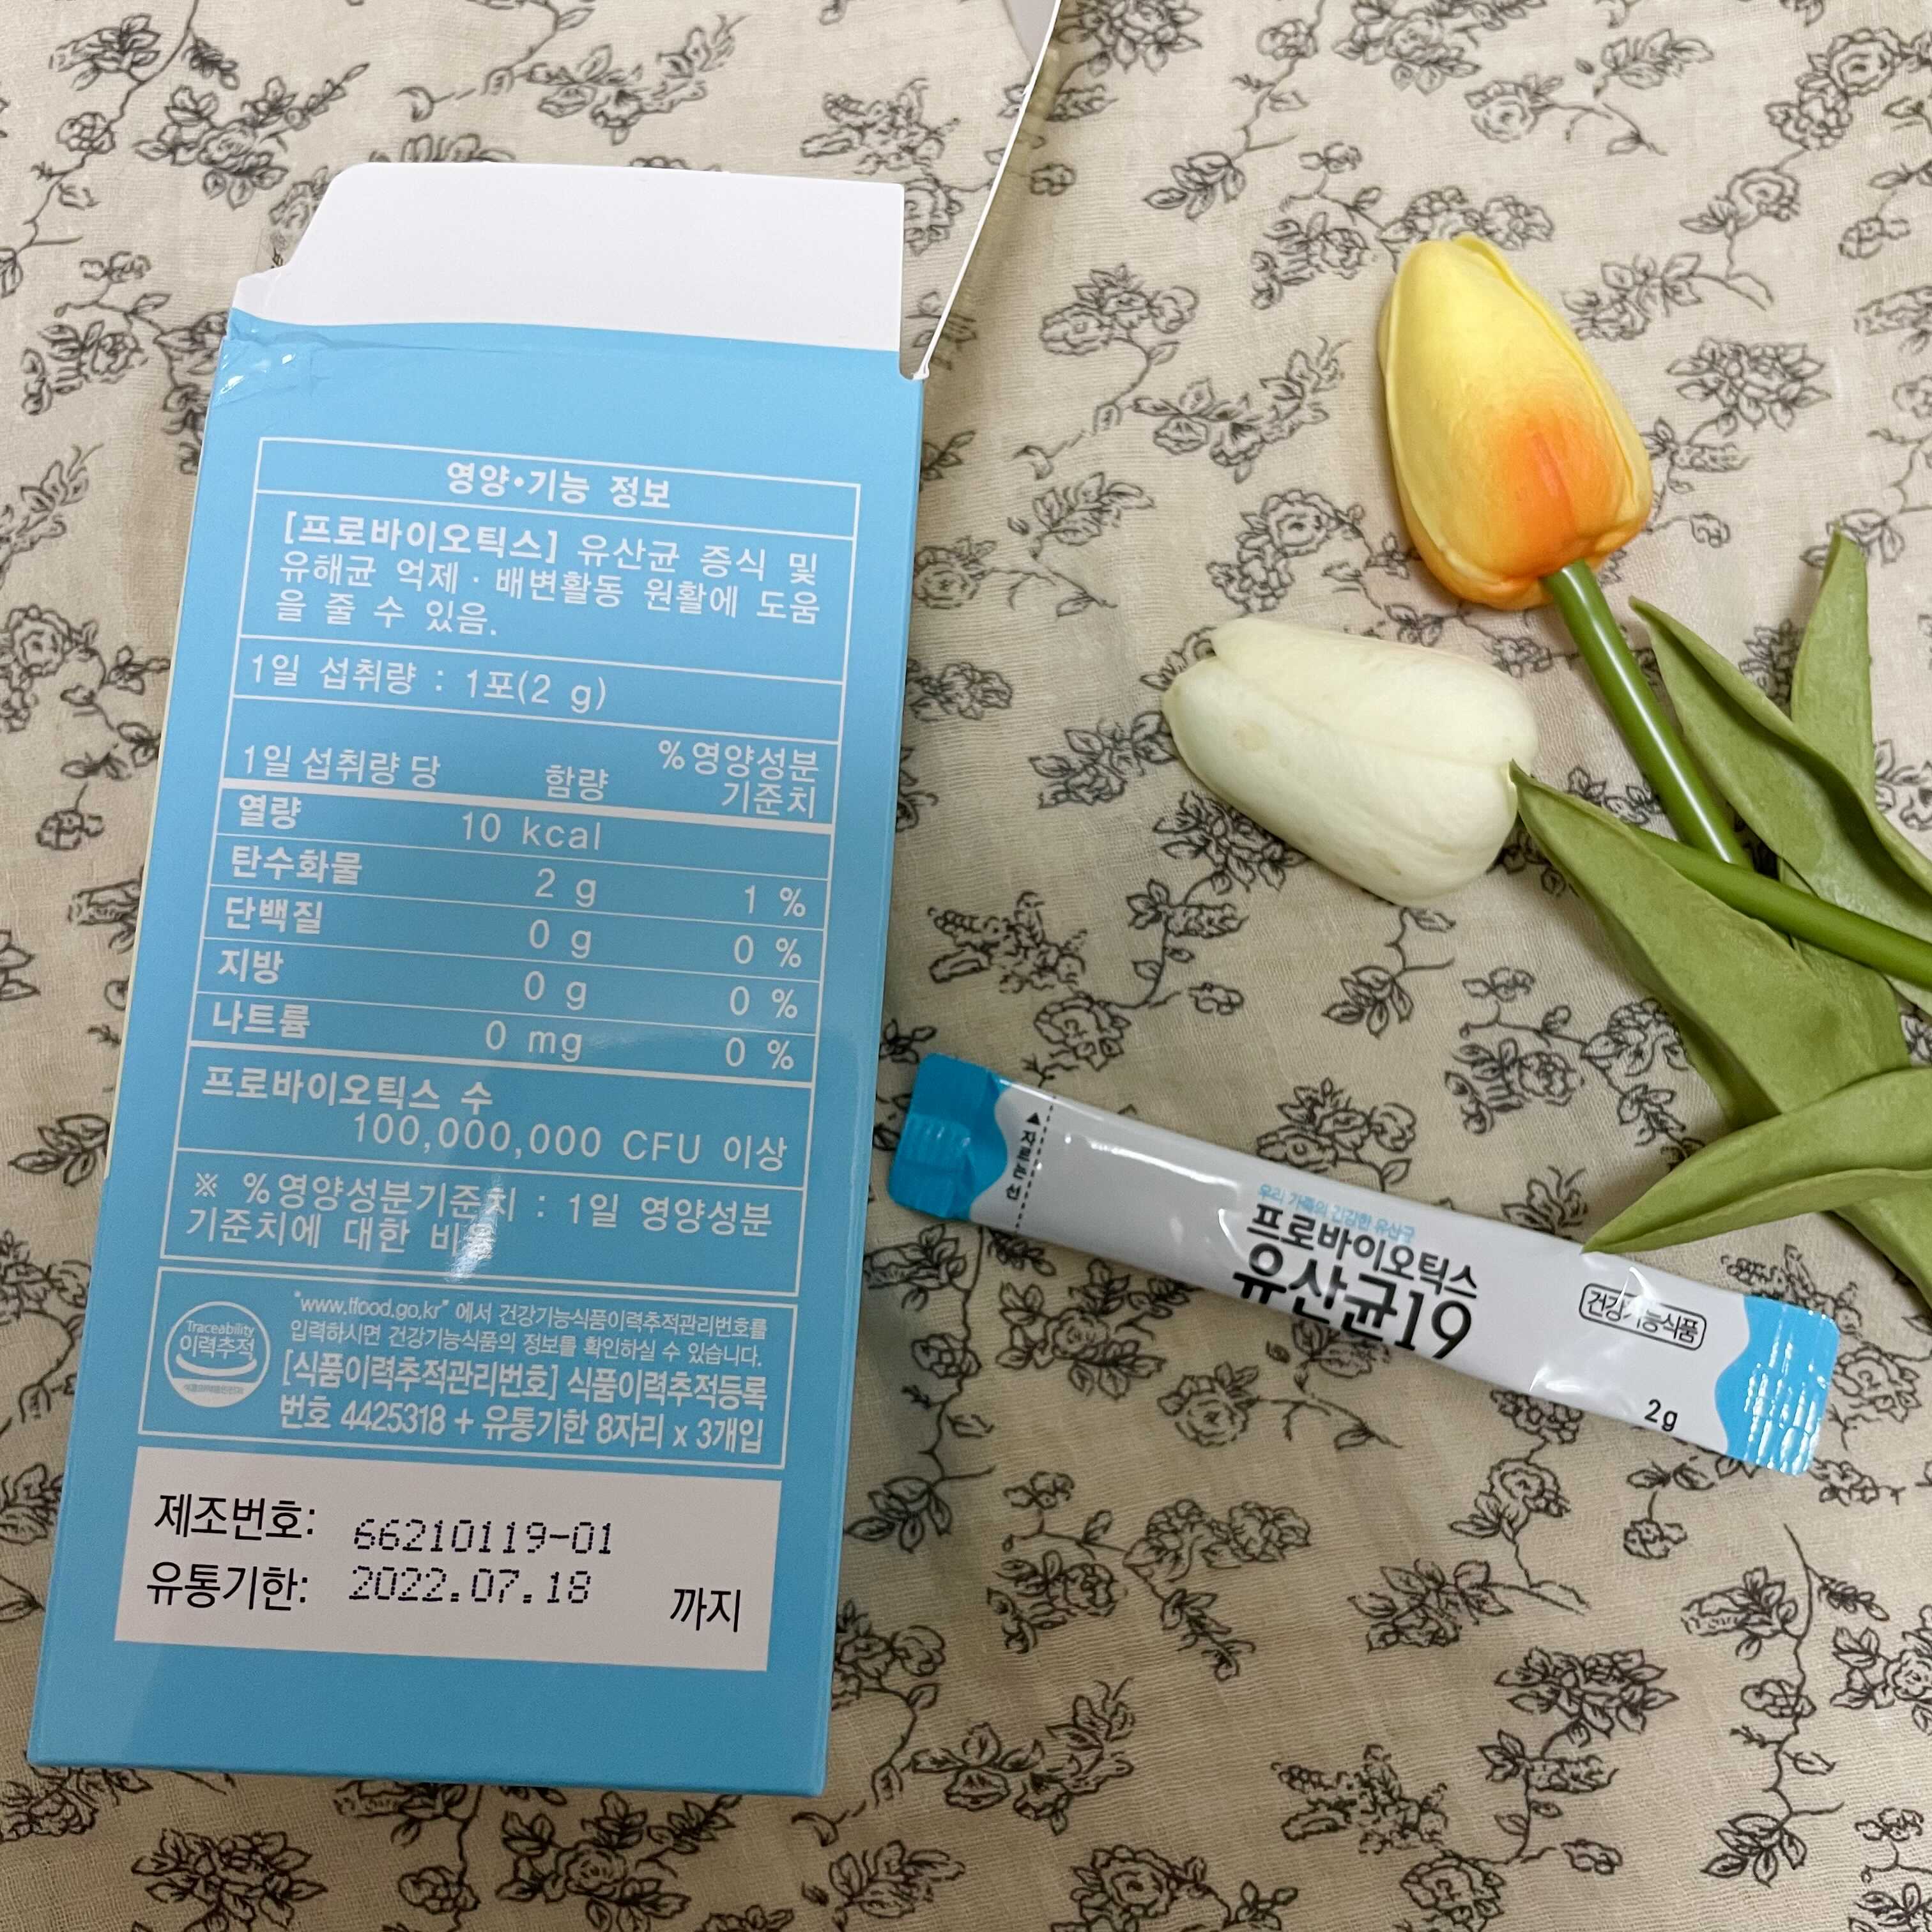 영양•기능 정보
[프로바이오틱스] 유산균 증식 및
유해균 억제 · 배변활동 원활에 도움
을 줄 수 있음.
1일 섭취량 : 1포(2 g)
1일 섭취량 당 함량 %영양성분
기준치
열량 10 kcal
탄수화물 2 g 1 %
단백질 0 g 0 %
지방 0 g 0 %
나트륨 0 mg 0 %
프로바이오틱스 수
100,000,000 CFU 이상
※ %영양성분기준치 : 1일 영양성분
기준치에 대한 비율
Traceability
이력추적
"www.tfood.go.kr" 에서 건강기능식품이력추적관리번호를
입력하시면 건강기능식품의 정보를 확인하실 수 있습니다.
[식품이력추적관리번호] 식품이력추적등록
번호 4425318 + 유통기한 8자리 x 3개입
제조번호: 66210119-01
유통기한: 2022.07.18 까지
▲자르는 선
우리 가족의 건강한 유산균
프로바이오틱스
유산균19
건강기능식품
2g